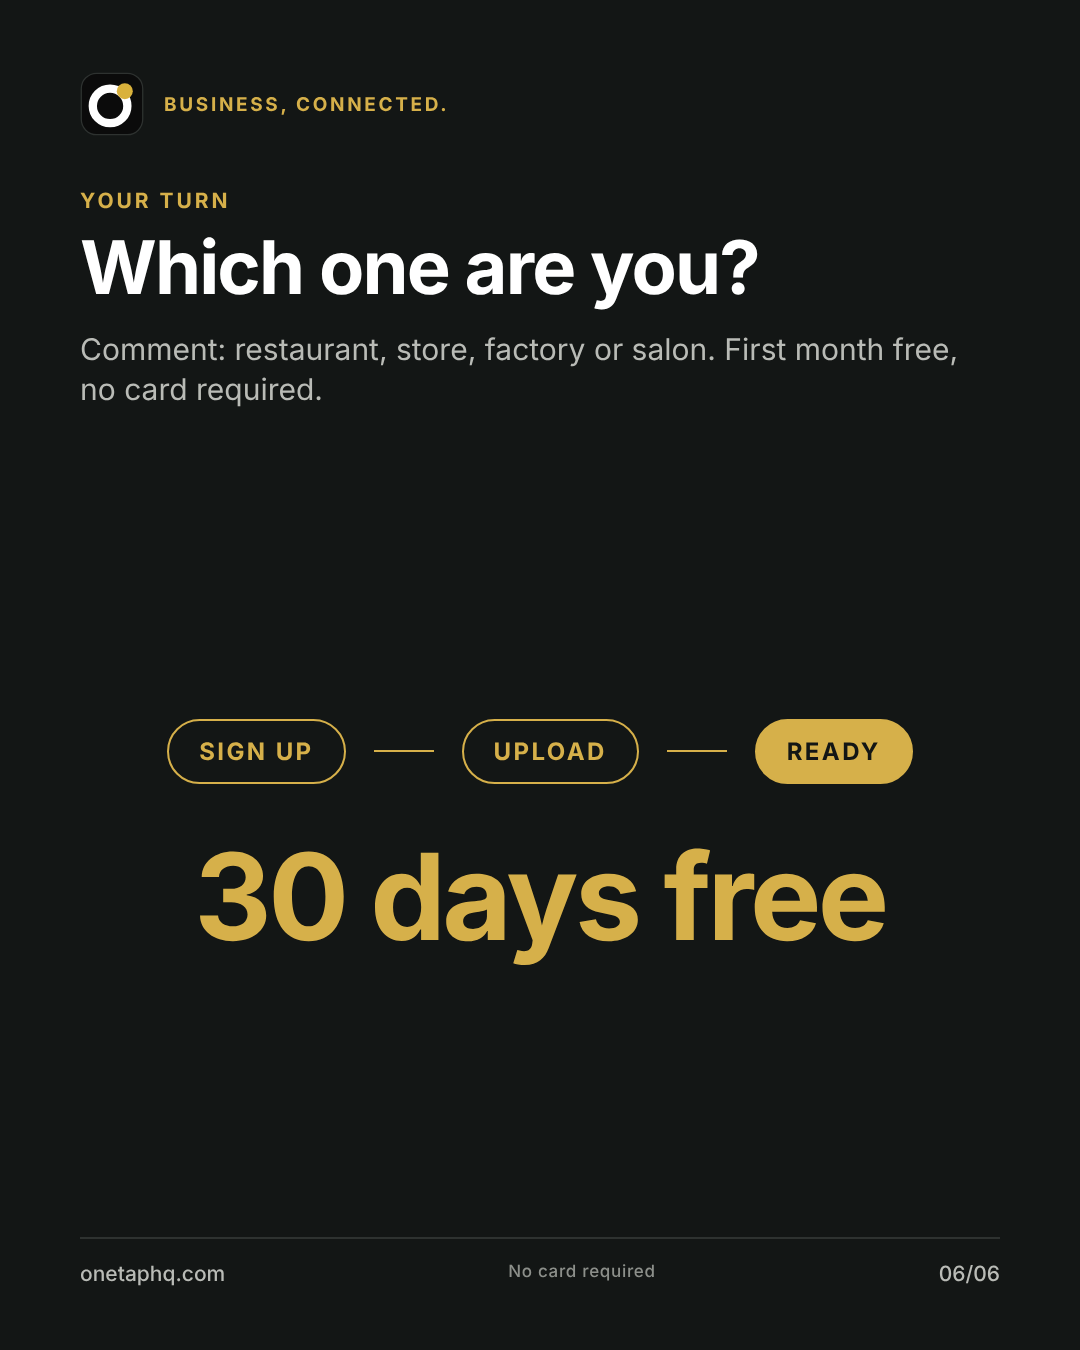 BUSINESS, CONNECTED.
YOUR TURN
Which one are you?
Comment: restaurant, store, factory or salon. First month free,
no card required.
SIGN UP
UPLOAD
READY
30 days free
onetaphq.com
No card required
06/06